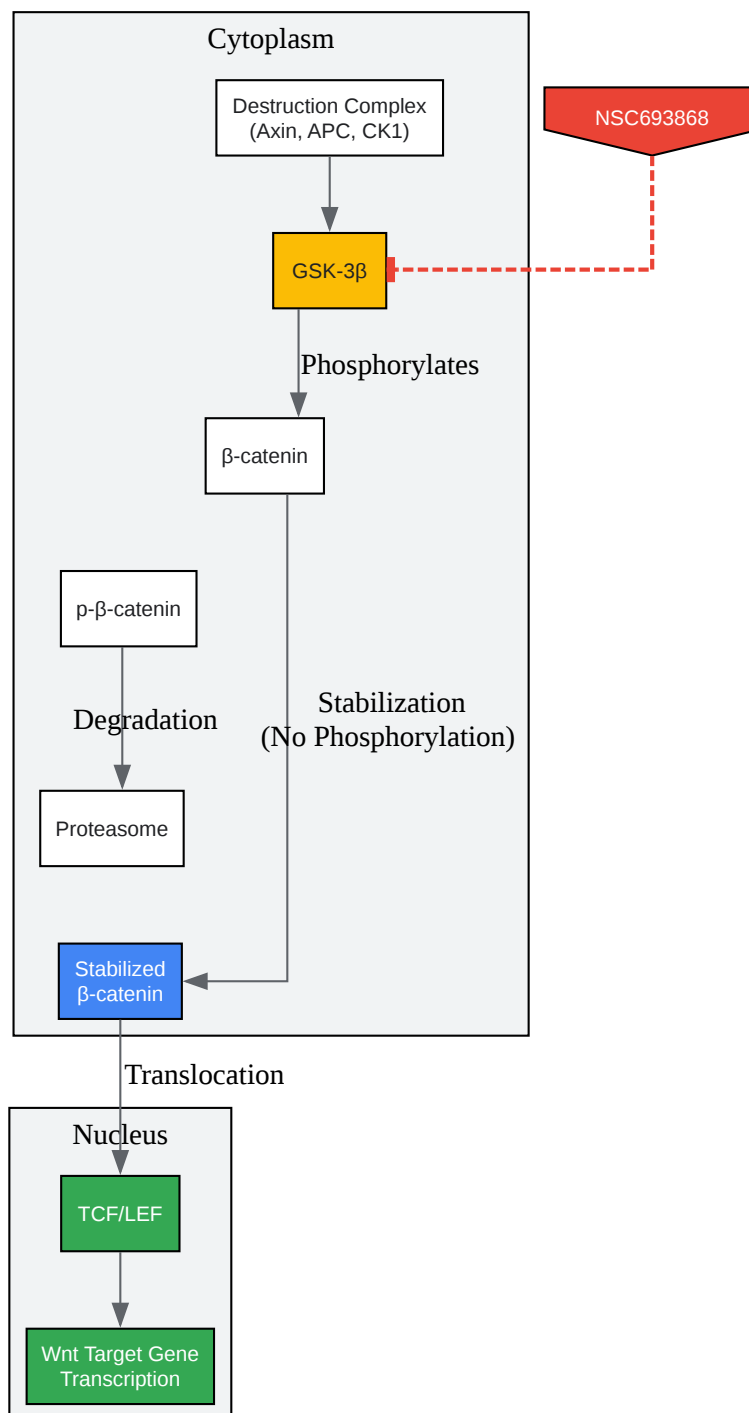 Cytoplasm
Destruction Complex
(Axin, APC, CK1)
NSC693868
GSK-3β
Phosphorylates
β-catenin
p-β-catenin
Degradation
Stabilization
(No Phosphorylation)
Proteasome
Stabilized
β-catenin
Translocation
Nucleus
TCF/LEF
Wnt Target Gene
Transcription